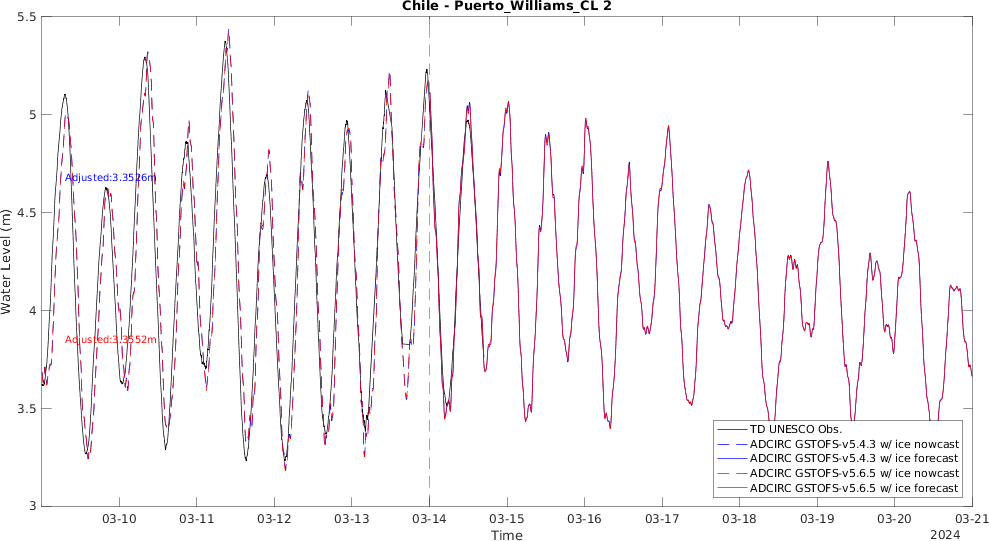 Chile - Puerto_Williams_CL 2
5.5
5
4.5
4
3.5
3
Water Level (m)
Adjusted:3.3526m
Adjusted:3.3552m
TD UNESCO Obs.
ADCIRC GSTOFS-v5.4.3 w/ ice nowcast
ADCIRC GSTOFS-v5.4.3 w/ ice forecast
ADCIRC GSTOFS-v5.6.5 w/ ice nowcast
ADCIRC GSTOFS-v5.6.5 w/ ice forecast
03-10 03-11 03-12 03-13 03-14 03-15 03-16 03-17 03-18 03-19 03-20 03-21
Time
2024